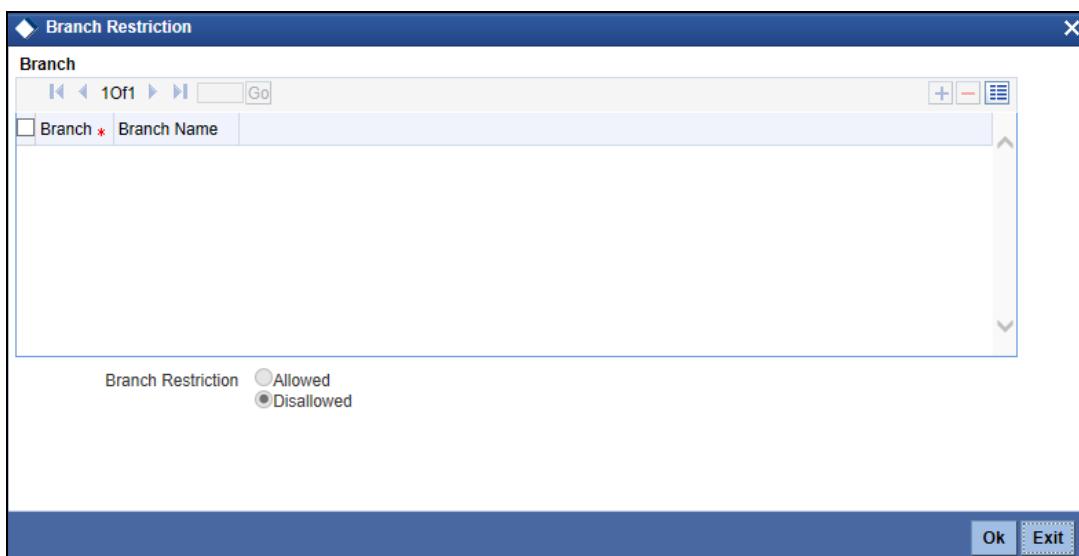 Branch Restriction
Branch
1Of1 Go
Branch * Branch Name
Branch Restriction Allowed
Disallowed
Ok Exit